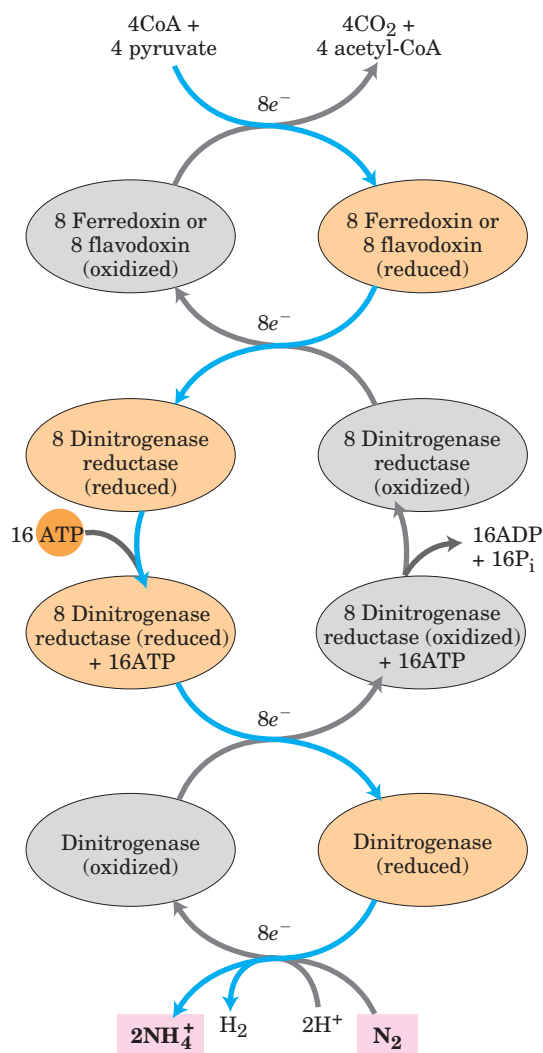 4CoA +
4 pyruvate
4CO₂ +
4 acetyl-CoA
8e⁻
8 Ferredoxin or
8 flavodoxin
(oxidized)
8 Ferredoxin or
8 flavodoxin
(reduced)
8e⁻
8 Dinitrogenase
reductase
(reduced)
8 Dinitrogenase
reductase
(oxidized)
16 ATP
16ADP
+ 16Pᵢ
8 Dinitrogenase
reductase (reduced)
+ 16ATP
8 Dinitrogenase
reductase (oxidized)
+ 16ATP
8e⁻
Dinitrogenase
(oxidized)
Dinitrogenase
(reduced)
8e⁻
2NH₄⁺
H₂
2H⁺
N₂